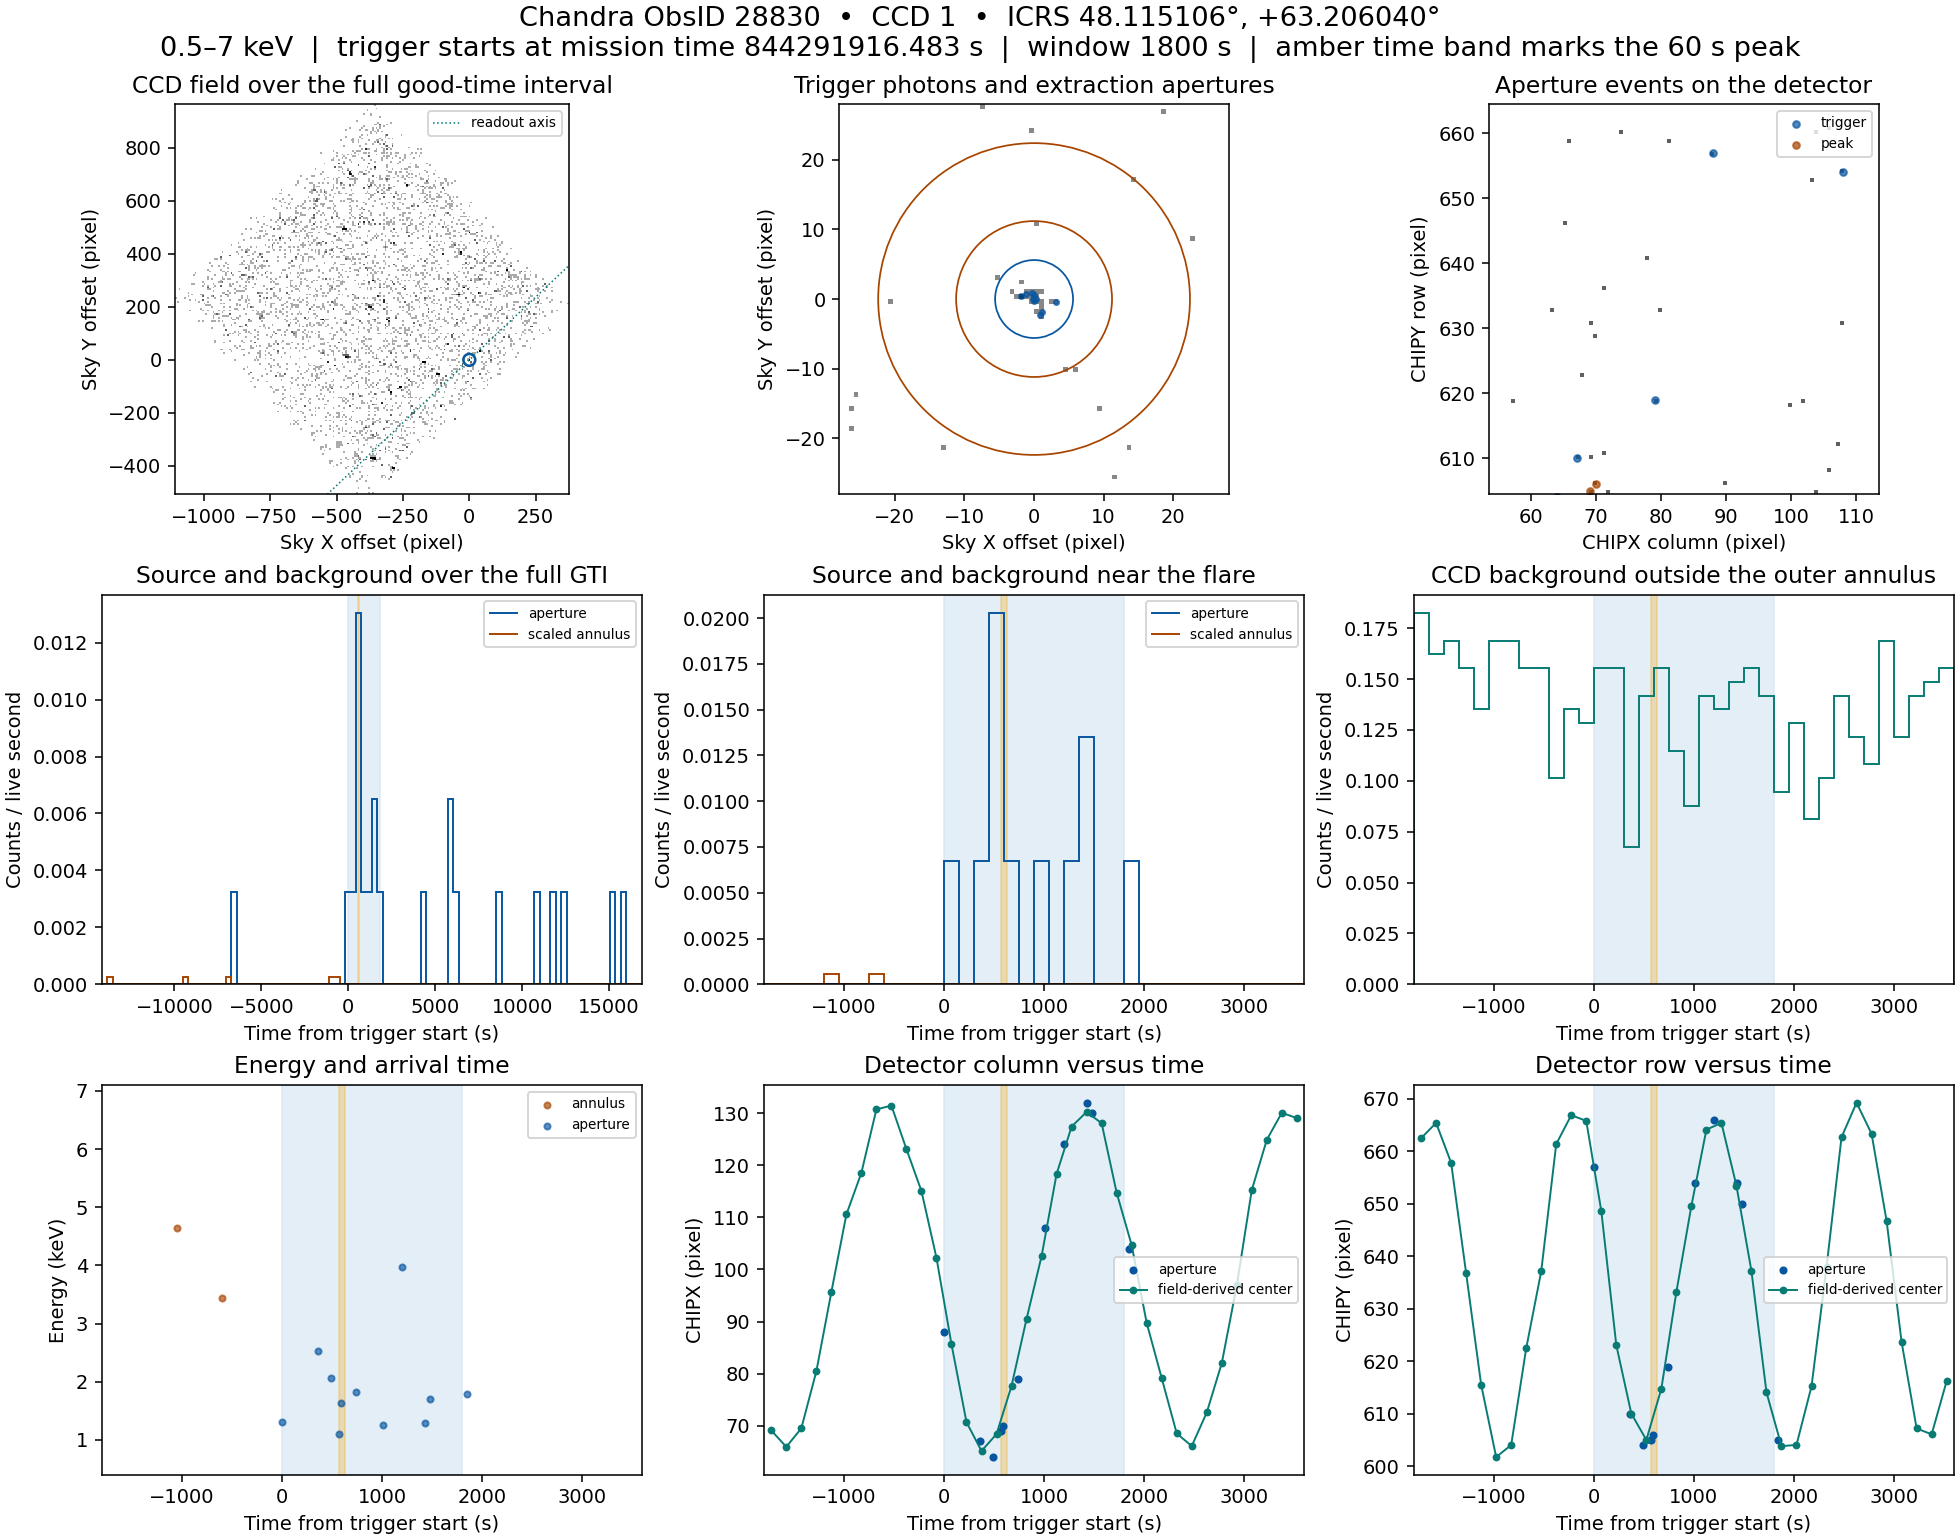 Chandra ObsID 28830 • CCD 1 • ICRS 48.115106°, +63.206040°
0.5–7 keV | trigger starts at mission time 844291916.483 s | window 1800 s | amber time band marks the 60 s peak
CCD field over the full good-time interval
readout axis
800
600
400
200
0
−200
−400
−1000
−750
−500
−250
0
250
Sky Y offset (pixel)
Sky X offset (pixel)
Trigger photons and extraction apertures
20
10
0
−10
−20
−20
−10
0
10
20
Sky Y offset (pixel)
Sky X offset (pixel)
Aperture events on the detector
trigger
peak
660
650
640
630
620
610
60
70
80
90
100
110
CHIPY row (pixel)
CHIPX column (pixel)
Source and background over the full GTI
aperture
scaled annulus
0.012
0.010
0.008
0.006
0.004
0.002
0.000
−10000
−5000
0
5000
10000
15000
Counts / live second
Time from trigger start (s)
Source and background near the flare
aperture
scaled annulus
0.0200
0.0175
0.0150
0.0125
0.0100
0.0075
0.0050
0.0025
0.0000
−1000
0
1000
2000
3000
Counts / live second
Time from trigger start (s)
CCD background outside the outer annulus
0.175
0.150
0.125
0.100
0.075
0.050
0.025
0.000
−1000
0
1000
2000
3000
Counts / live second
Time from trigger start (s)
Energy and arrival time
annulus
aperture
7
6
5
4
3
2
1
−1000
0
1000
2000
3000
Energy (keV)
Time from trigger start (s)
Detector column versus time
aperture
field-derived center
130
120
110
100
90
80
70
−1000
0
1000
2000
3000
CHIPX (pixel)
Time from trigger start (s)
Detector row versus time
aperture
field-derived center
670
660
650
640
630
620
610
600
−1000
0
1000
2000
3000
CHIPY (pixel)
Time from trigger start (s)